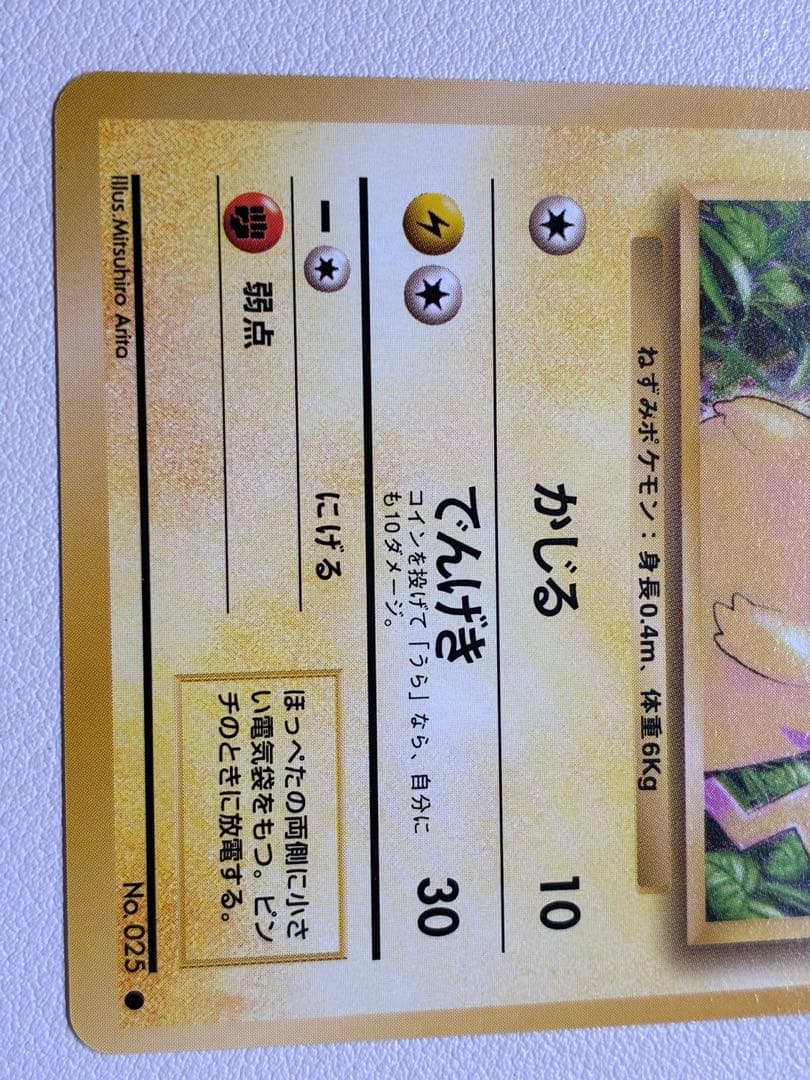 ねずみポケモン：身長0.4m、体重6Kg
かじる 10
でんげき 30
コインを投げて「うら」なら、自分に
も10ダメージ。
にげる
弱点
ほっぺたの両側に小さ
い電気袋をもつ。ピン
チのときに放電する。
Illus.Mitsuhiro Arita No.025